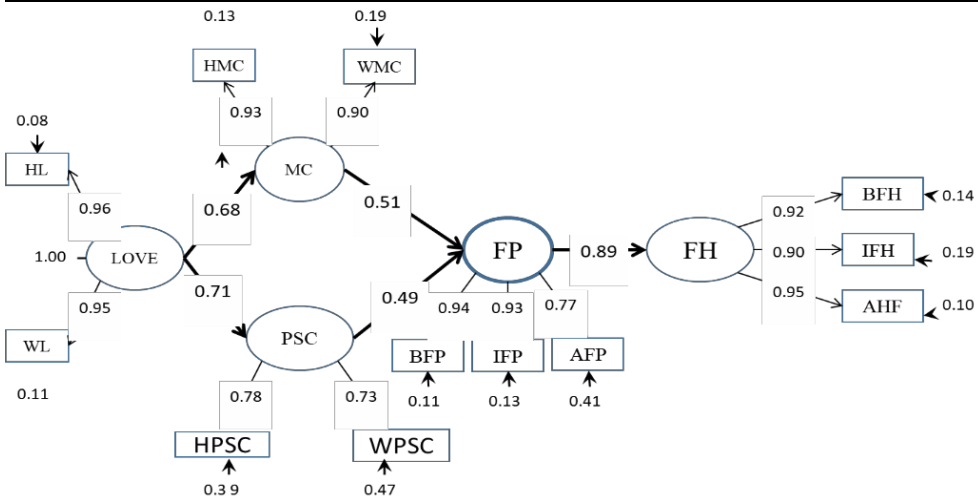 0.13
0.19
HMC
WMC
0.93
0.90
0.08
HL
MC
0.96
0.68
0.51
0.92
BFH
0.14
1.00
LOVE
FP
0.89
FH
0.90
IFH
0.19
0.95
0.71
0.49
0.94
0.93
0.77
0.95
AHF
0.10
WL
PSC
BFP
IFP
AFP
0.11
0.78
0.73
0.11
0.13
0.41
HPSC
WPSC
0.3 9
0.47